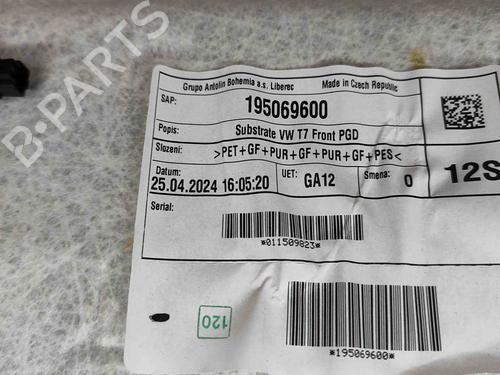 B-PARTS
Grupo Antolin Bohemia a.s. Liberec Made in Czech Republic
SAP: 195069600
Popis: Substrate VW T7 Front PGD
Slozeni: >PET+GF+PUR+GF+PUR+GF+PES<
Datum: 25.04.2024 16:05:20 UET: GA12 Smena: 0 12S
Serial:
*011509823*
120
*195069600*